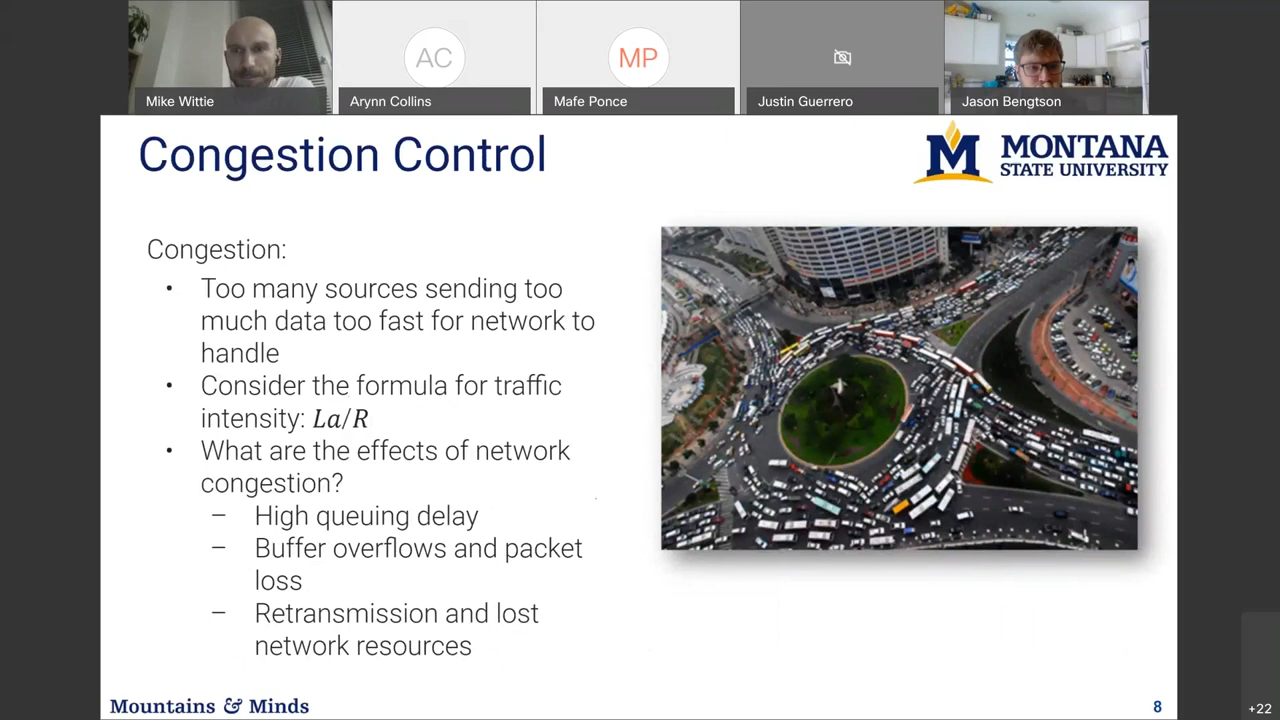 AC
MP
Mike Wittie
Arynn Collins
Mafe Ponce
Justin Guerrero
Jason Bengtson
Congestion Control
M MONTANA
STATE UNIVERSITY
Congestion:
• Too many sources sending too
much data too fast for network to
handle
• Consider the formula for traffic
intensity: La/R
• What are the effects of network
congestion?
– High queuing delay
– Buffer overflows and packet
loss
– Retransmission and lost
network resources
Mountains & Minds
8
+22